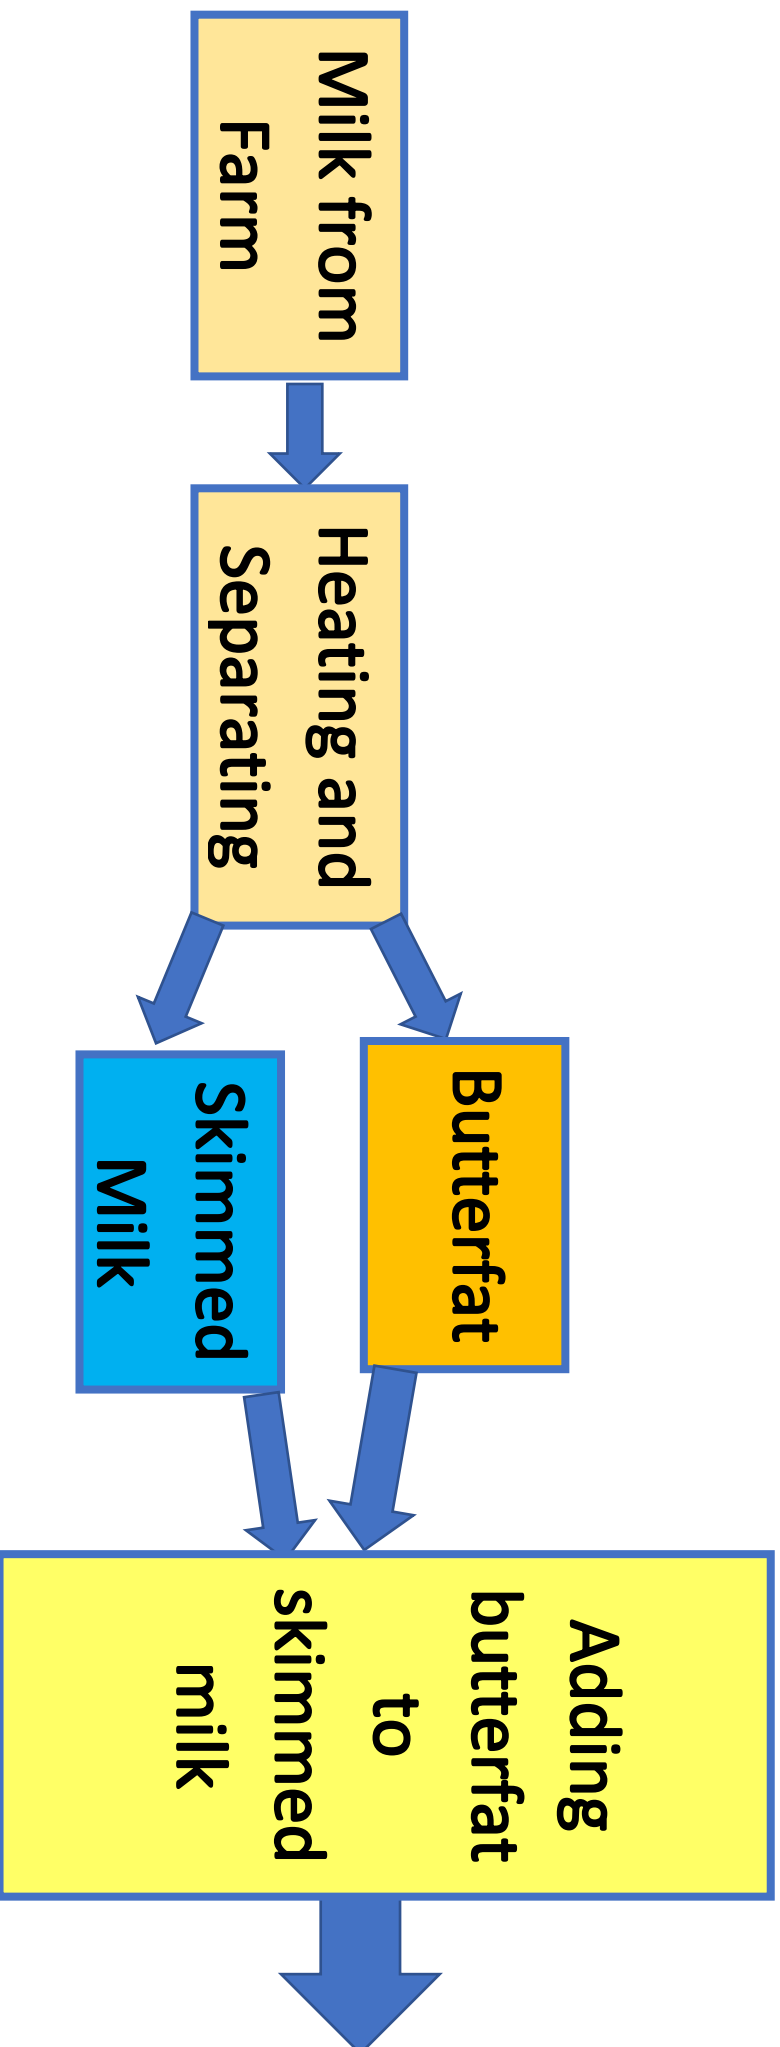 Milk from
Farm
Heating and
Separating
Butterfat
Skimmed
Milk
Adding
butterfat
to
skimmed
milk